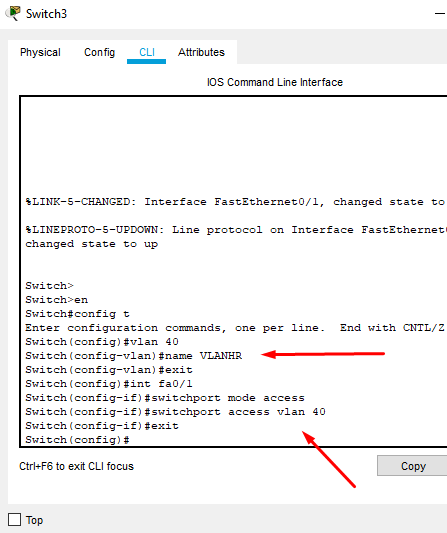 Switch3
Physical Config CLI Attributes
IOS Command Line Interface
%LINK-5-CHANGED: Interface FastEthernet0/1, changed state to
%LINEPROTO-5-UPDOWN: Line protocol on Interface FastEthernet
changed state to up
Switch>
Switch>en
Switch#config t
Enter configuration commands, one per line.  End with CNTL/Z
Switch(config)#vlan 40
Switch(config-vlan)#name VLANHR
Switch(config-vlan)#exit
Switch(config)#int fa0/1
Switch(config-if)#switchport mode access
Switch(config-if)#switchport access vlan 40
Switch(config-if)#exit
Switch(config)#
Ctrl+F6 to exit CLI focus
Copy
Top